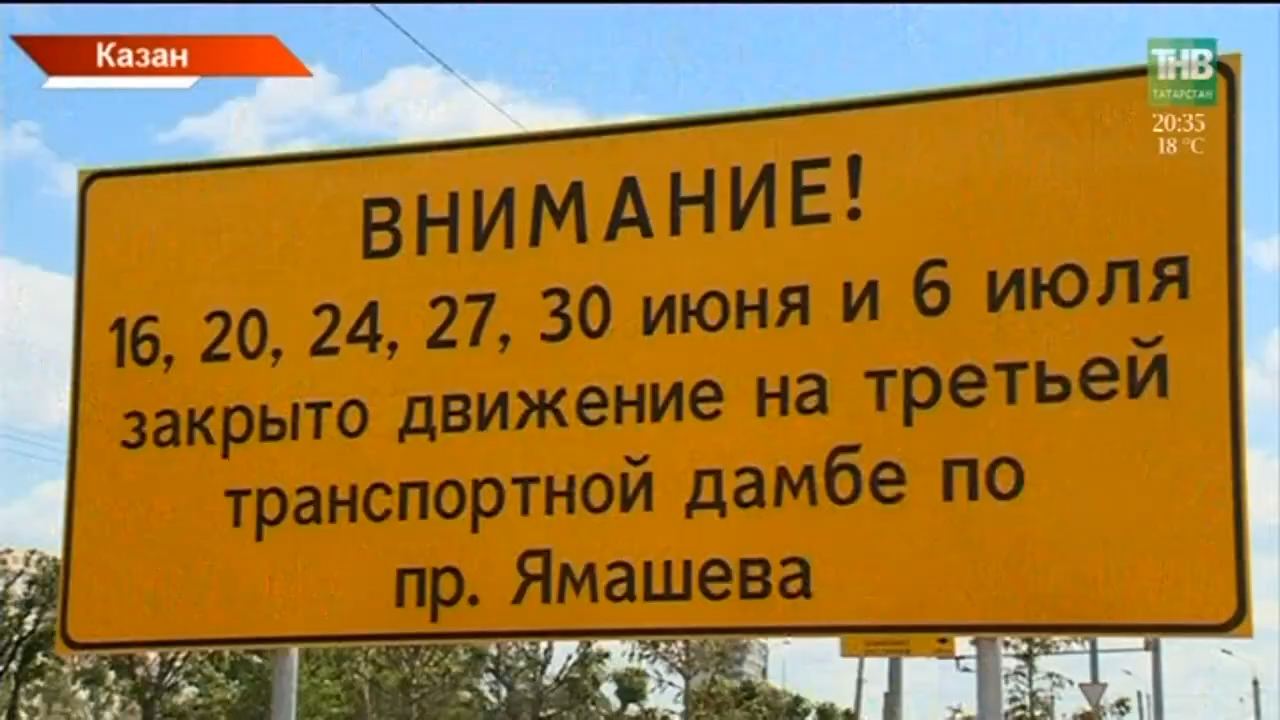 Казан
ТНВ
ТАТАРСТАН
20:35
18 °C
ВНИМАНИЕ!
16, 20, 24, 27, 30 июня и 6 июля
закрыто движение на третьей
транспортной дамбе по
пр. Ямашева